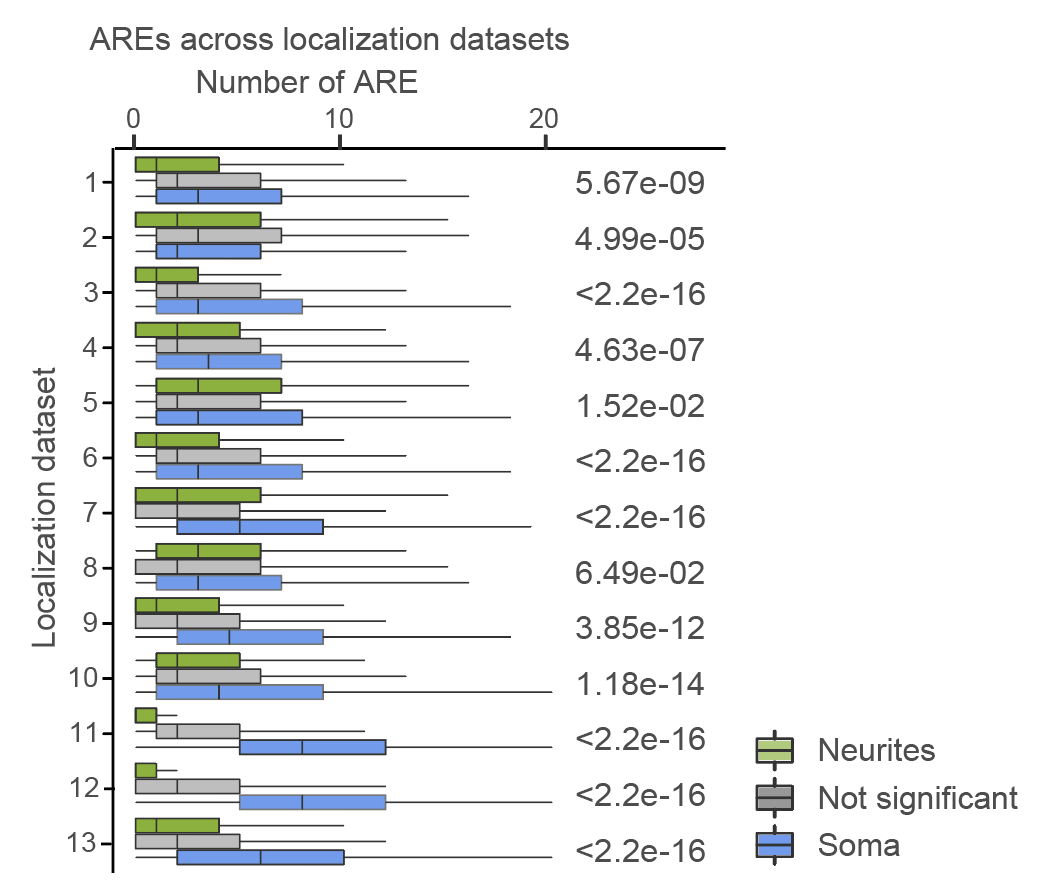 AREs across localization datasets
Number of ARE
0 10 20
1 5.67e-09
2 4.99e-05
3 <2.2e-16
4 4.63e-07
5 1.52e-02
6 <2.2e-16
7 <2.2e-16
8 6.49e-02
9 3.85e-12
10 1.18e-14
11 <2.2e-16
12 <2.2e-16
13 <2.2e-16
Localization dataset
Neurites
Not significant
Soma